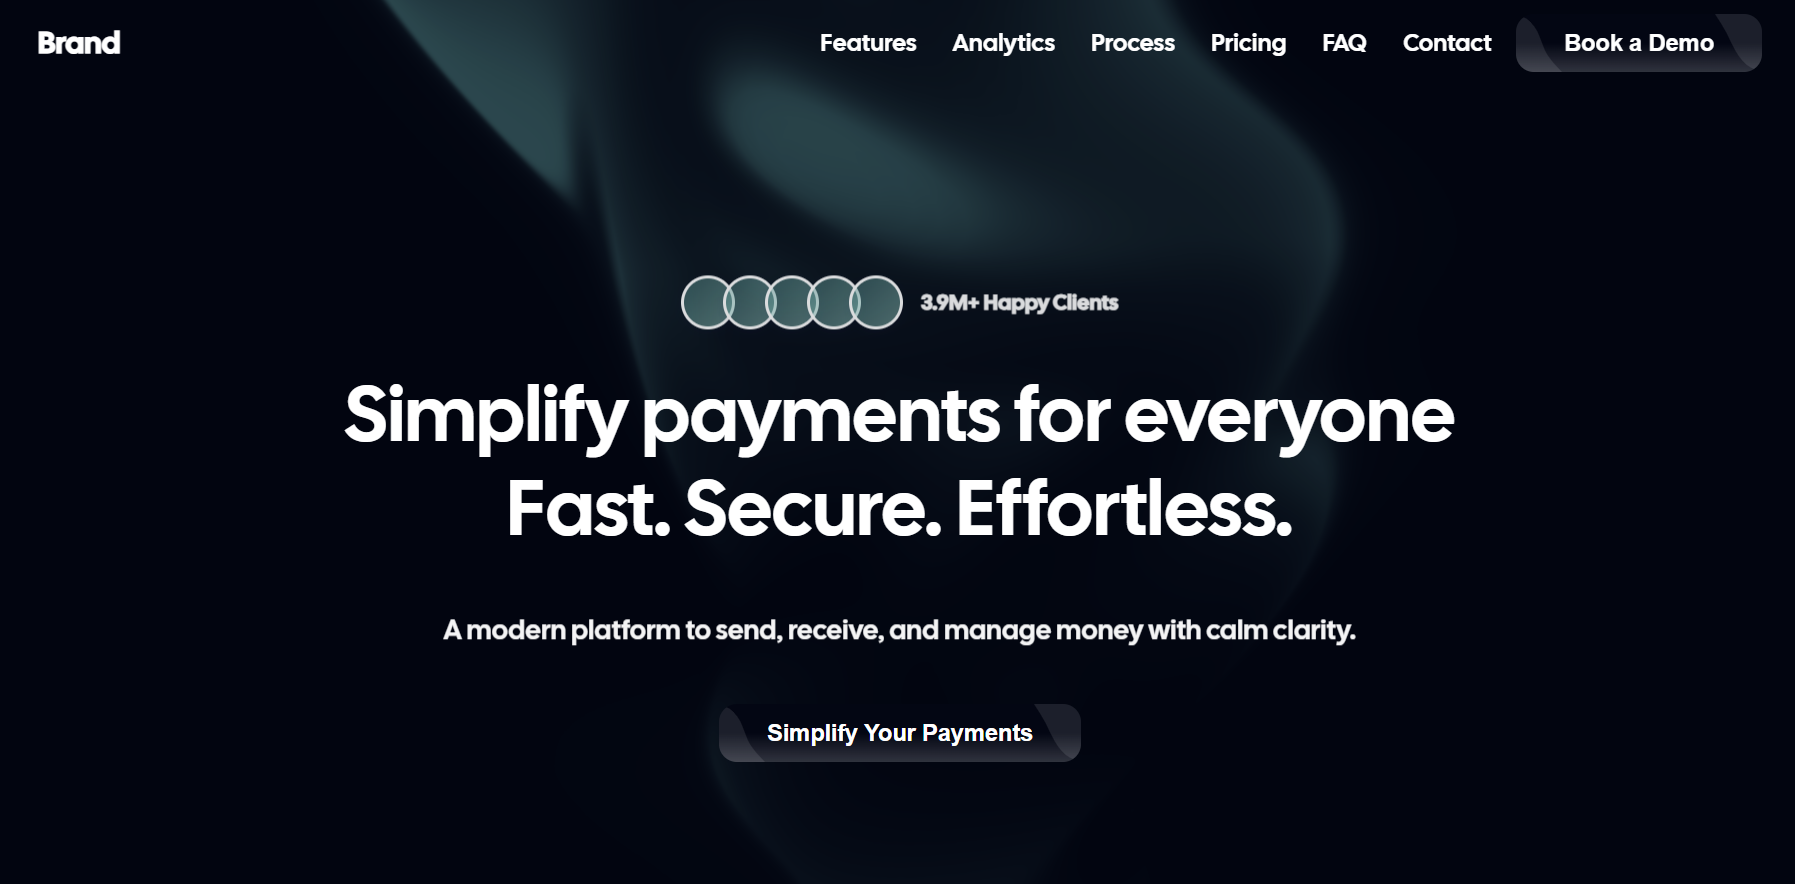 Brand
Features Analytics Process Pricing FAQ Contact Book a Demo
3.9M+ Happy Clients
Simplify payments for everyone
Fast. Secure. Effortless.
A modern platform to send, receive, and manage money with calm clarity.
Simplify Your Payments